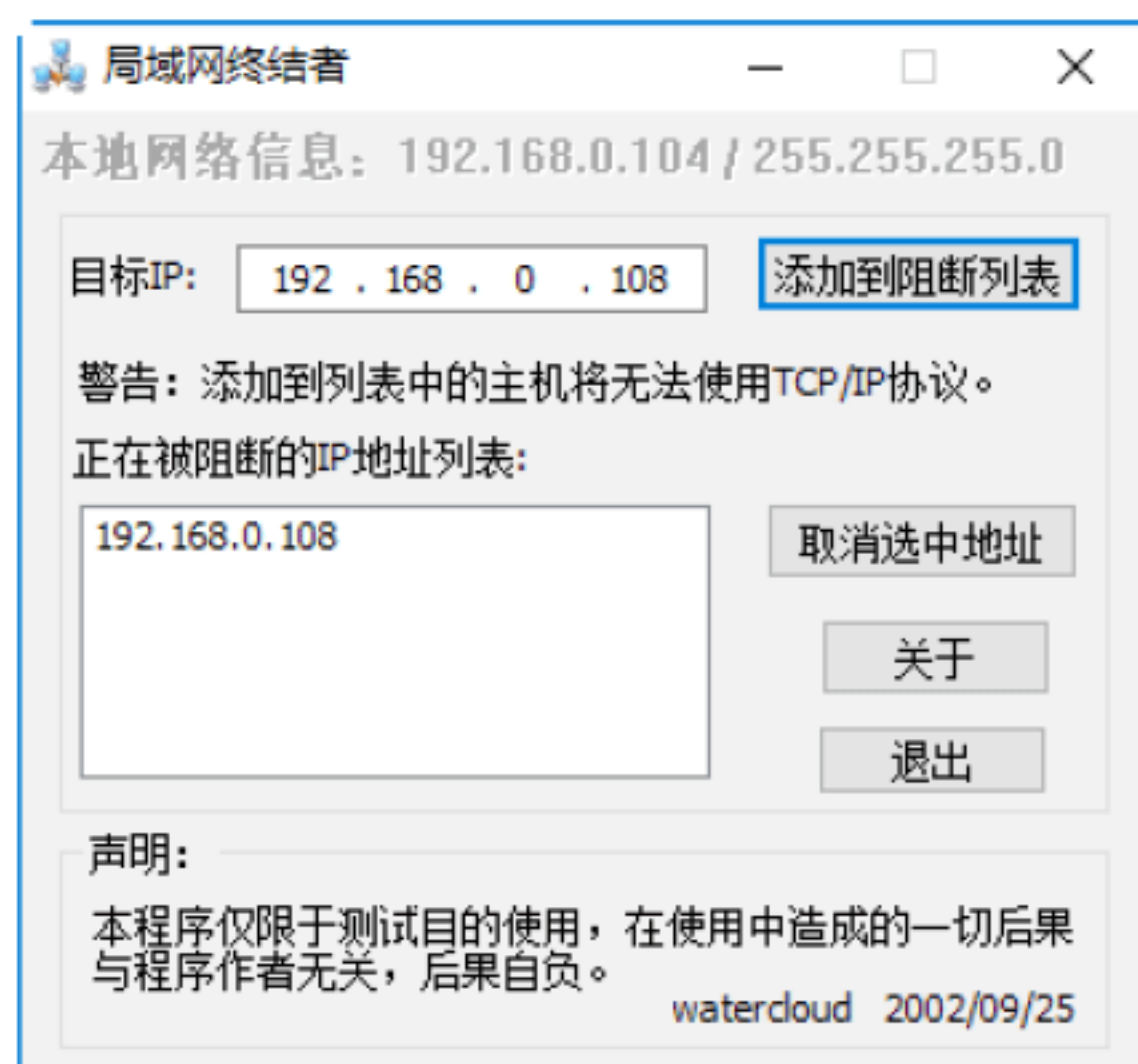 局域网终结者
本地网络信息: 192.168.0.104 / 255.255.255.0
目标IP: 192 . 168 . 0 . 108 添加到阻断列表
警告: 添加到列表中的主机将无法使用TCP/IP协议。
正在被阻断的IP地址列表:
192.168.0.108
取消选中地址
关于
退出
声明:
本程序仅限于测试目的使用，在使用中造成的一切后果
与程序作者无关，后果自负。
watercloud 2002/09/25